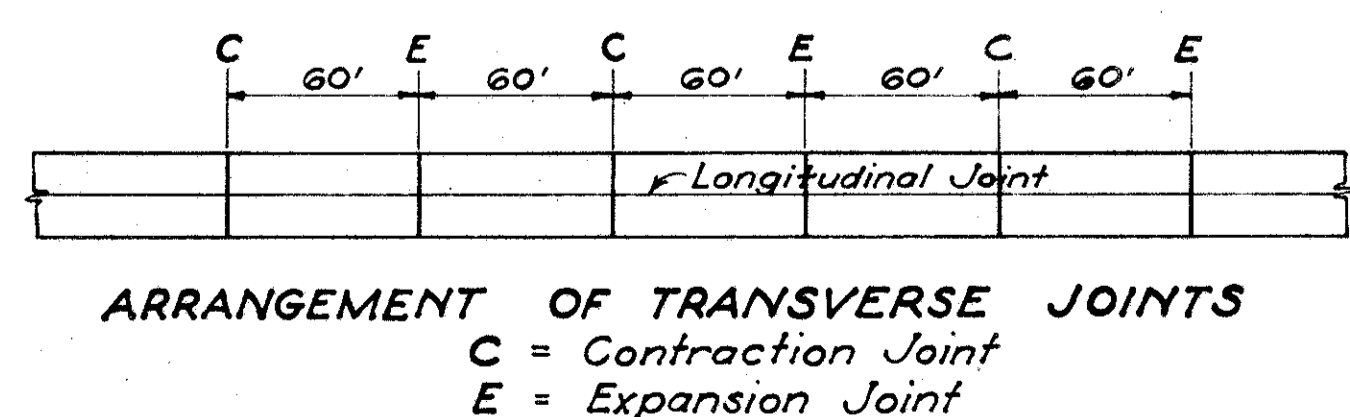 C E C E C E
60' 60' 60' 60' 60'
Longitudinal Joint
ARRANGEMENT OF TRANSVERSE JOINTS
C = Contraction Joint
E = Expansion Joint